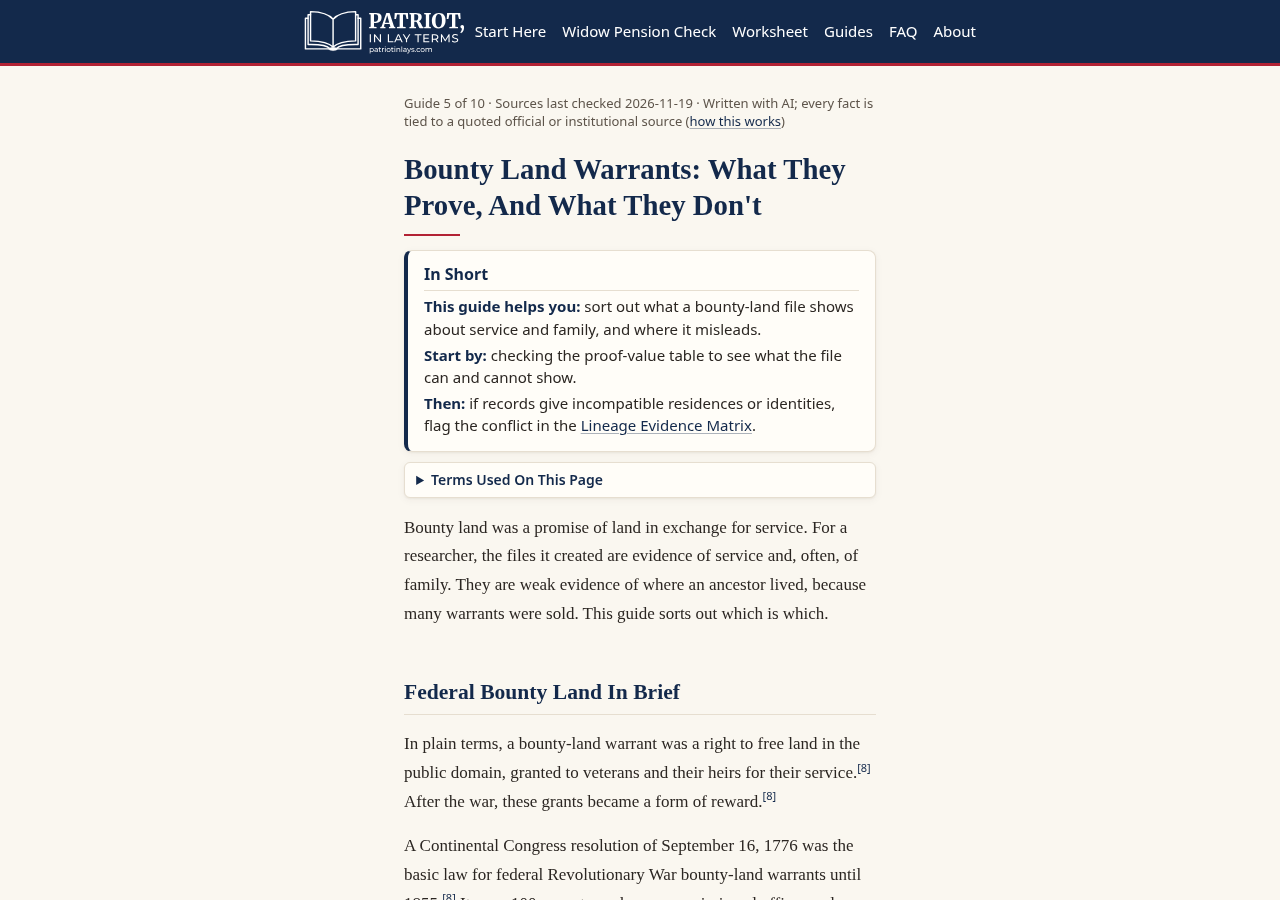 PATRIOT,
IN LAY TERMS
patriotinlays.com
Start Here Widow Pension Check Worksheet Guides FAQ About
Guide 5 of 10 · Sources last checked 2026-11-19 · Written with AI; every fact is
tied to a quoted official or institutional source (how this works)
Bounty Land Warrants: What They
Prove, And What They Don't
In Short
This guide helps you: sort out what a bounty-land file shows
about service and family, and where it misleads.
Start by: checking the proof-value table to see what the file
can and cannot show.
Then: if records give incompatible residences or identities,
flag the conflict in the Lineage Evidence Matrix.
Terms Used On This Page
Bounty land was a promise of land in exchange for service. For a
researcher, the files it created are evidence of service and, often, of
family. They are weak evidence of where an ancestor lived, because
many warrants were sold. This guide sorts out which is which.
Federal Bounty Land In Brief
In plain terms, a bounty-land warrant was a right to free land in the
public domain, granted to veterans and their heirs for their service.[8]
After the war, these grants became a form of reward.[8]
A Continental Congress resolution of September 16, 1776 was the
basic law for federal Revolutionary War bounty-land warrants until
[8]